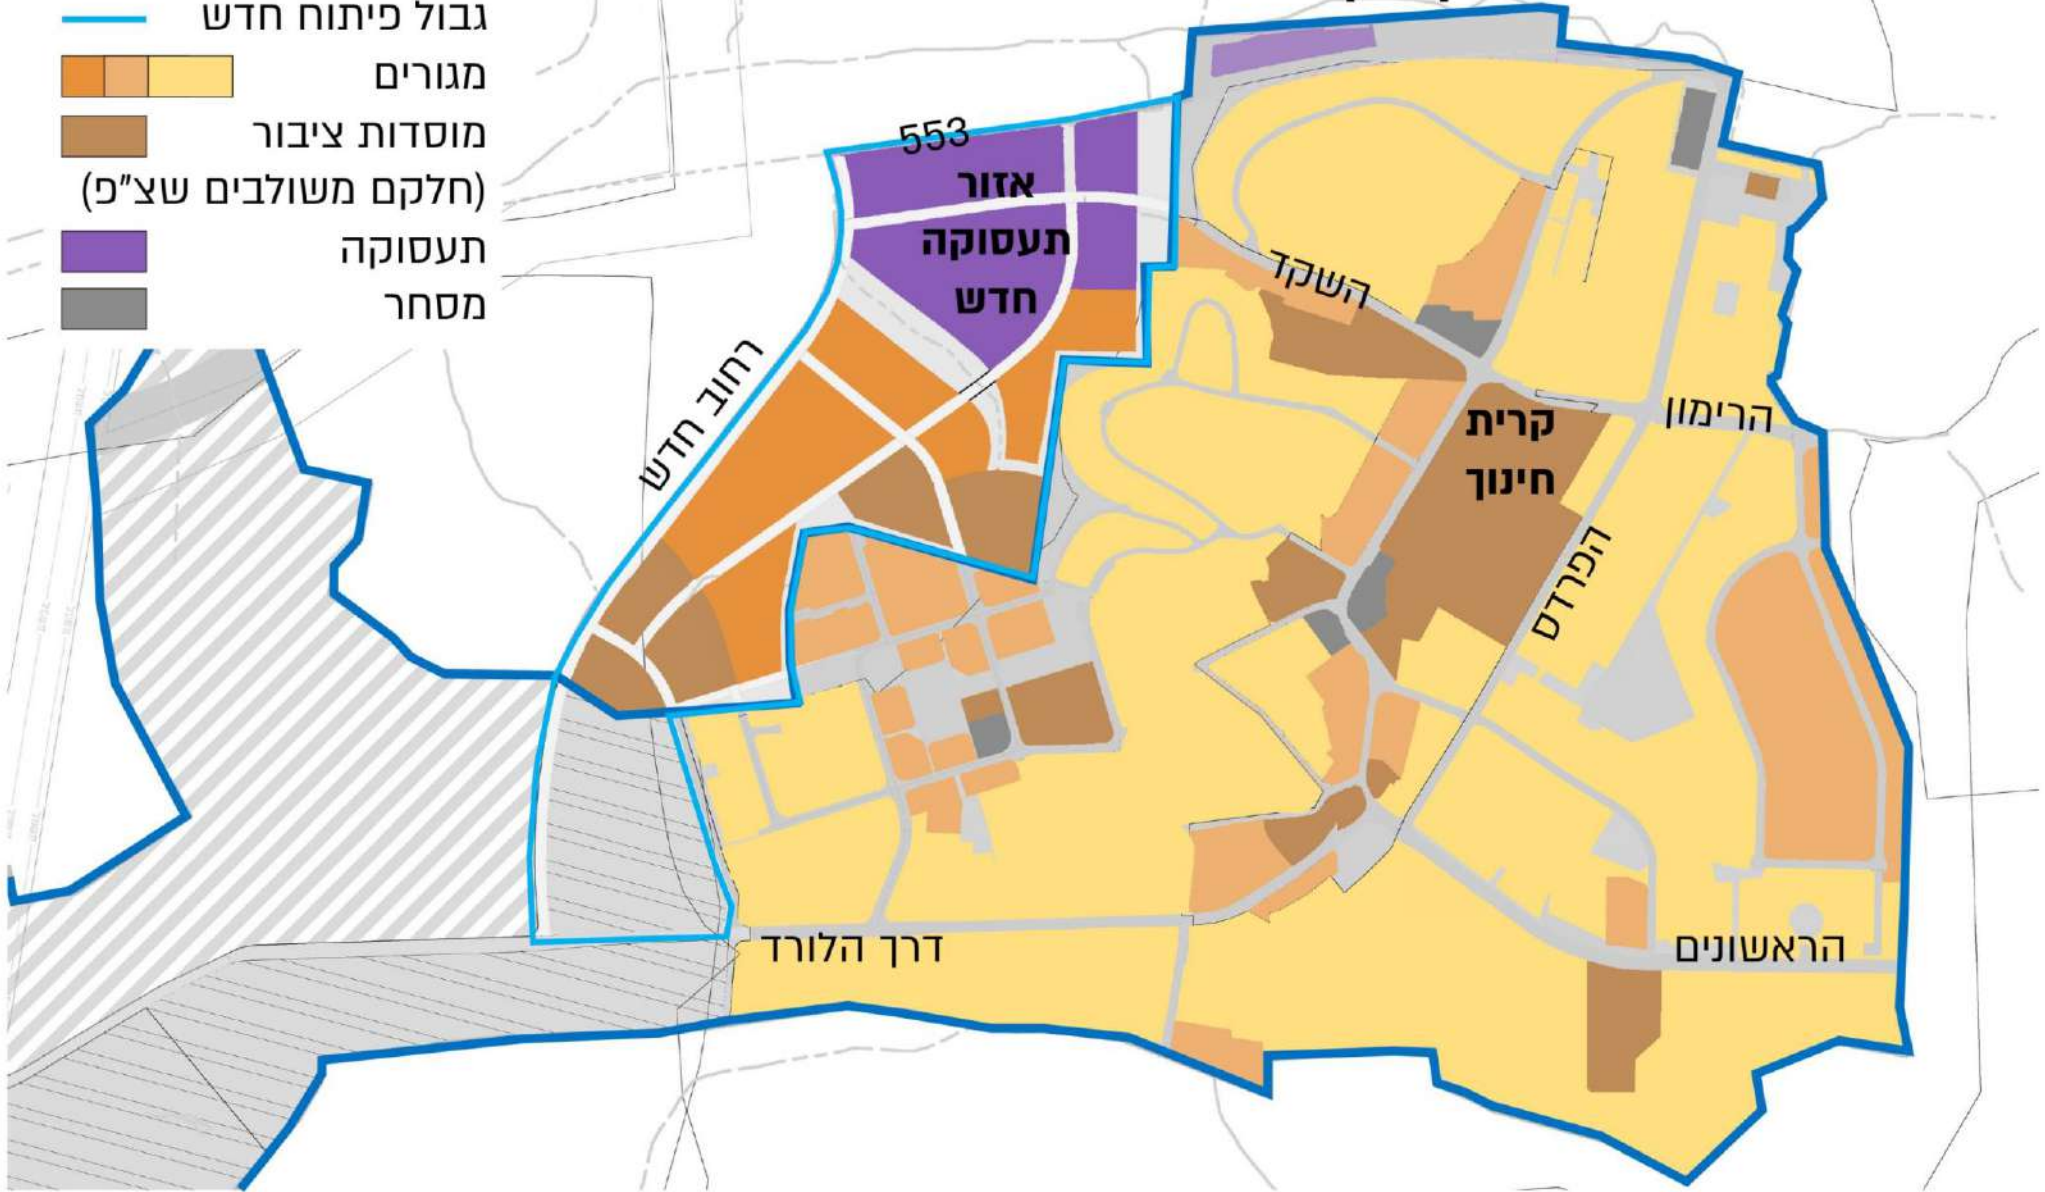 גבול פיתוח חדש
מגורים
מוסדות ציבור
(חלקם משולבים שצ"פ)
תעסוקה
מסחר
553
אזור
תעסוקה
חדש
רחוב חדש
השקד
קרית
חינוך
הרימון
הפרדס
דרך הלורד
הראשונים